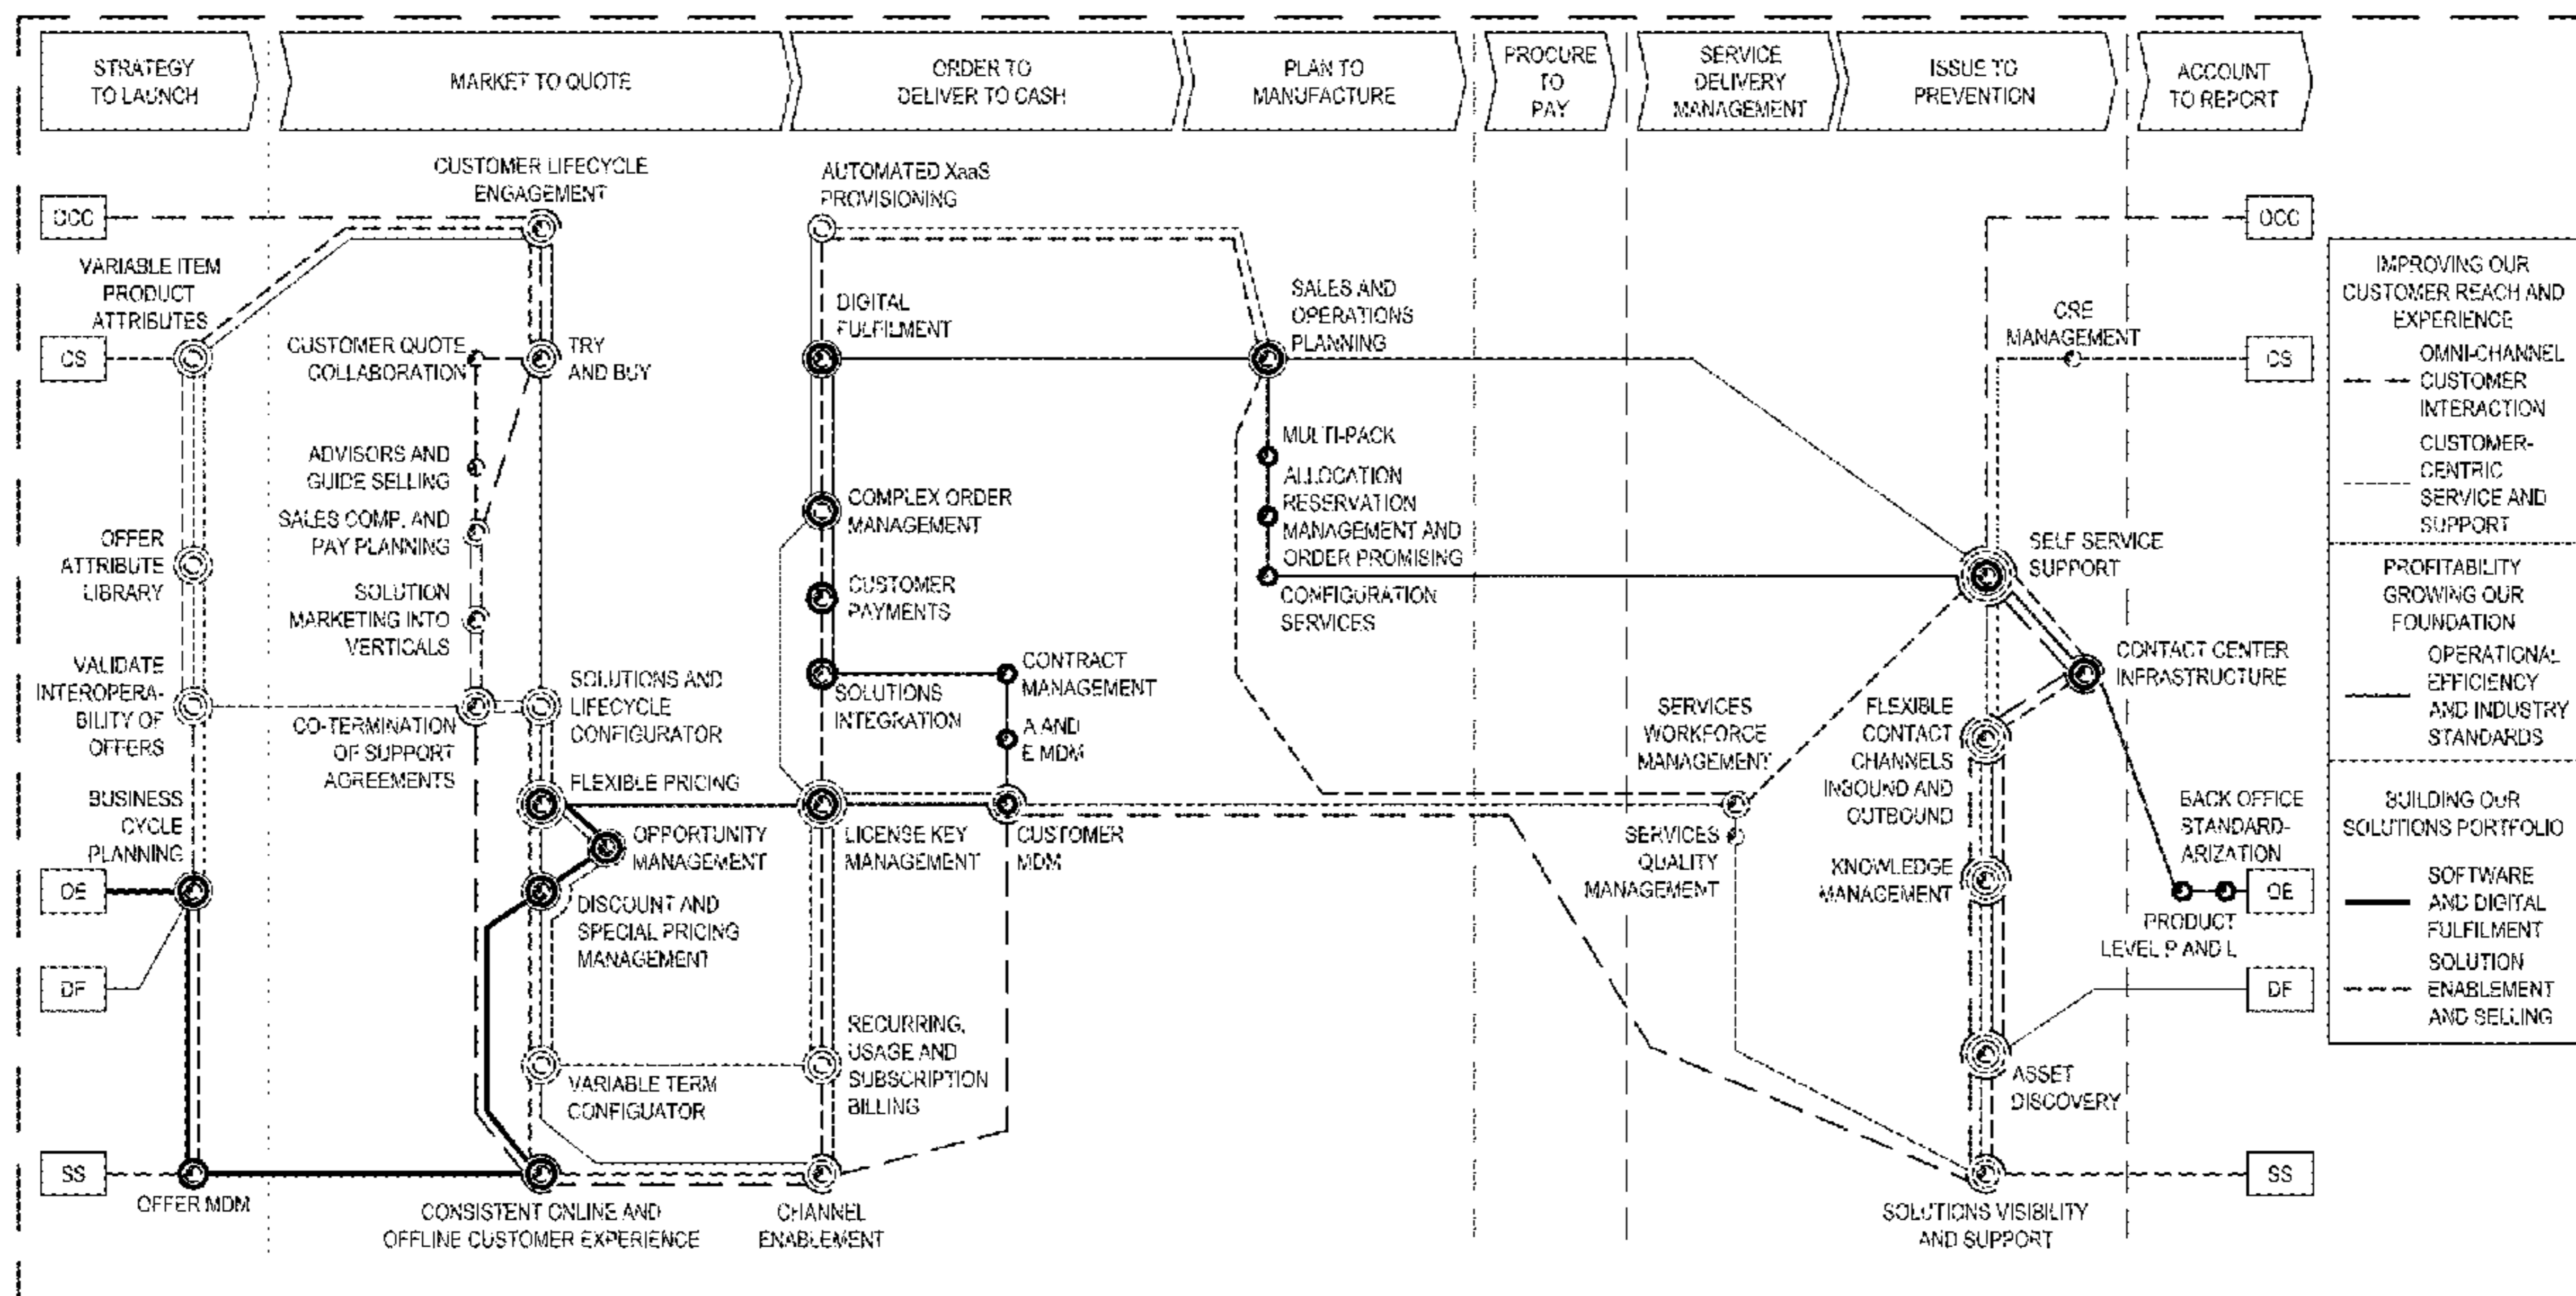 STRATEGY
TO LAUNCH
MARKET TO QUOTE
ORDER TO
DELIVER TO CASH
PLAN TO
MANUFACTURE
PROCURE
TO
PAY
SERVICE
DELIVERY
MANAGEMENT
ISSUE TO
PREVENTION
ACCOUNT
TO REPORT
OCC
VARIABLE ITEM
PRODUCT
ATTRIBUTES
CS
OFFER
ATTRIBUTE
LIBRARY
VALIDATE
INTEROPERA-
BILITY OF
OFFERS
BUSINESS
CYCLE
PLANNING
OE
DF
SS
OFFER MDM
CUSTOMER LIFECYCLE
ENGAGEMENT
CUSTOMER QUOTE
COLLABORATION
TRY
AND BUY
ADVISORS AND
GUIDE SELLING
SALES COMP. AND
PAY PLANNING
SOLUTION
MARKETING INTO
VERTICALS
CO-TERMINATION
OF SUPPORT
AGREEMENTS
SOLUTIONS AND
LIFECYCLE
CONFIGURATOR
FLEXIBLE PRICING
OPPORTUNITY
MANAGEMENT
DISCOUNT AND
SPECIAL PRICING
MANAGEMENT
VARIABLE TERM
CONFIGUATOR
CONSISTENT ONLINE AND
OFFLINE CUSTOMER EXPERIENCE
AUTOMATED XaaS
PROVISIONING
DIGITAL
FULFILMENT
COMPLEX ORDER
MANAGEMENT
CUSTOMER
PAYMENTS
SOLUTIONS
INTEGRATION
CONTRACT
MANAGEMENT
A AND
E MDM
LICENSE KEY
MANAGEMENT
CUSTOMER
MDM
RECURRING,
USAGE AND
SUBSCRIPTION
BILLING
CHANNEL
ENABLEMENT
SALES AND
OPERATIONS
PLANNING
MULTI-PACK
ALLOCATION
RESERVATION
MANAGEMENT AND
ORDER PROMISING
CONFIGURATION
SERVICES
SERVICES
WORKFORCE
MANAGEMENT
SERVICES
QUALITY
MANAGEMENT
CRE
MANAGEMENT
SELF SERVICE
SUPPORT
CONTACT CENTER
INFRASTRUCTURE
FLEXIBLE
CONTACT
CHANNELS
INBOUND AND
OUTBOUND
KNOWLEDGE
MANAGEMENT
ASSET
DISCOVERY
SOLUTIONS VISIBILITY
AND SUPPORT
BACK OFFICE
STANDARD-
ARIZATION
PRODUCT
LEVEL P AND L
OCC
CS
OE
DF
SS
IMPROVING OUR
CUSTOMER REACH AND
EXPERIENCE
OMNI-CHANNEL
CUSTOMER
INTERACTION
CUSTOMER-
CENTRIC
SERVICE AND
SUPPORT
PROFITABILITY
GROWING OUR
FOUNDATION
OPERATIONAL
EFFICIENCY
AND INDUSTRY
STANDARDS
BUILDING OUR
SOLUTIONS PORTFOLIO
SOFTWARE
AND DIGITAL
FULFILMENT
SOLUTION
ENABLEMENT
AND SELLING